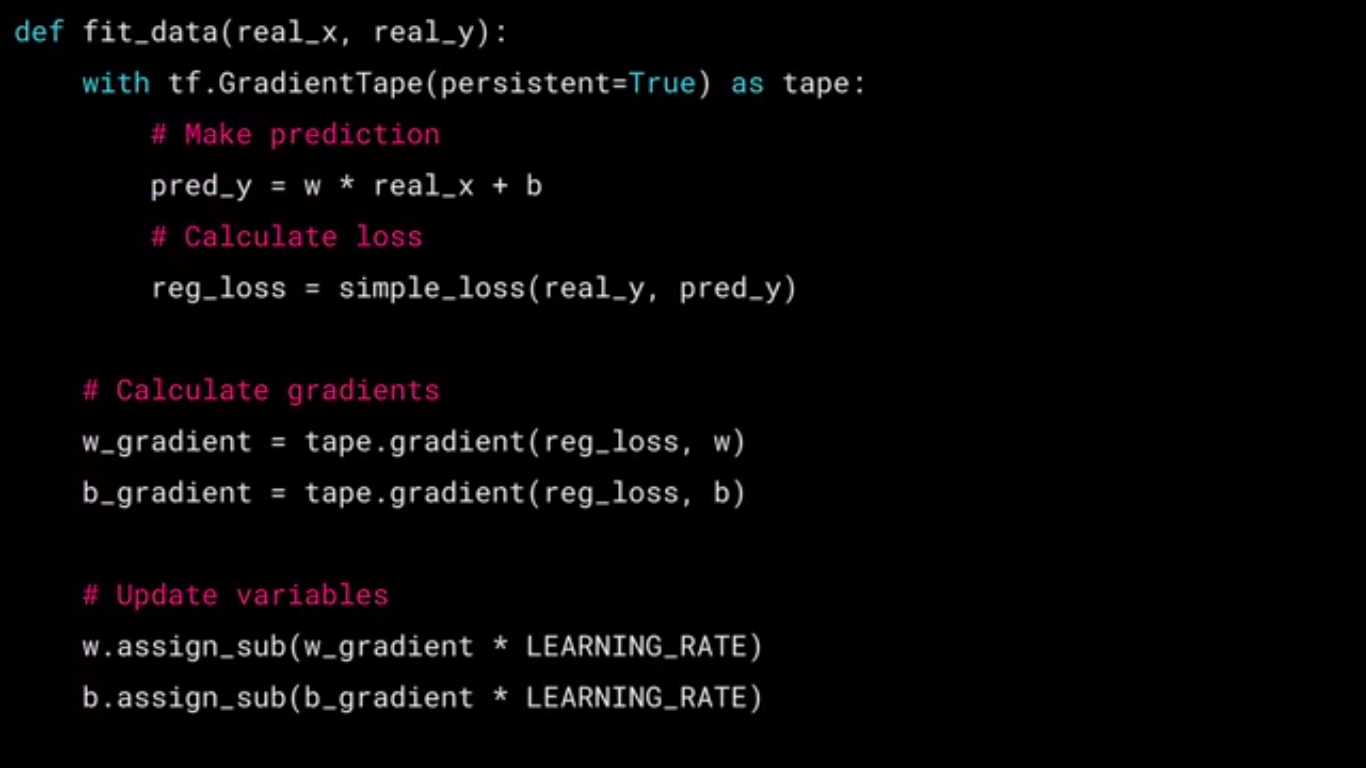 def fit_data(real_x, real_y):
    with tf.GradientTape(persistent=True) as tape:
        # Make prediction
        pred_y = w * real_x + b
        # Calculate loss
        reg_loss = simple_loss(real_y, pred_y)

    # Calculate gradients
    w_gradient = tape.gradient(reg_loss, w)
    b_gradient = tape.gradient(reg_loss, b)

    # Update variables
    w.assign_sub(w_gradient * LEARNING_RATE)
    b.assign_sub(b_gradient * LEARNING_RATE)